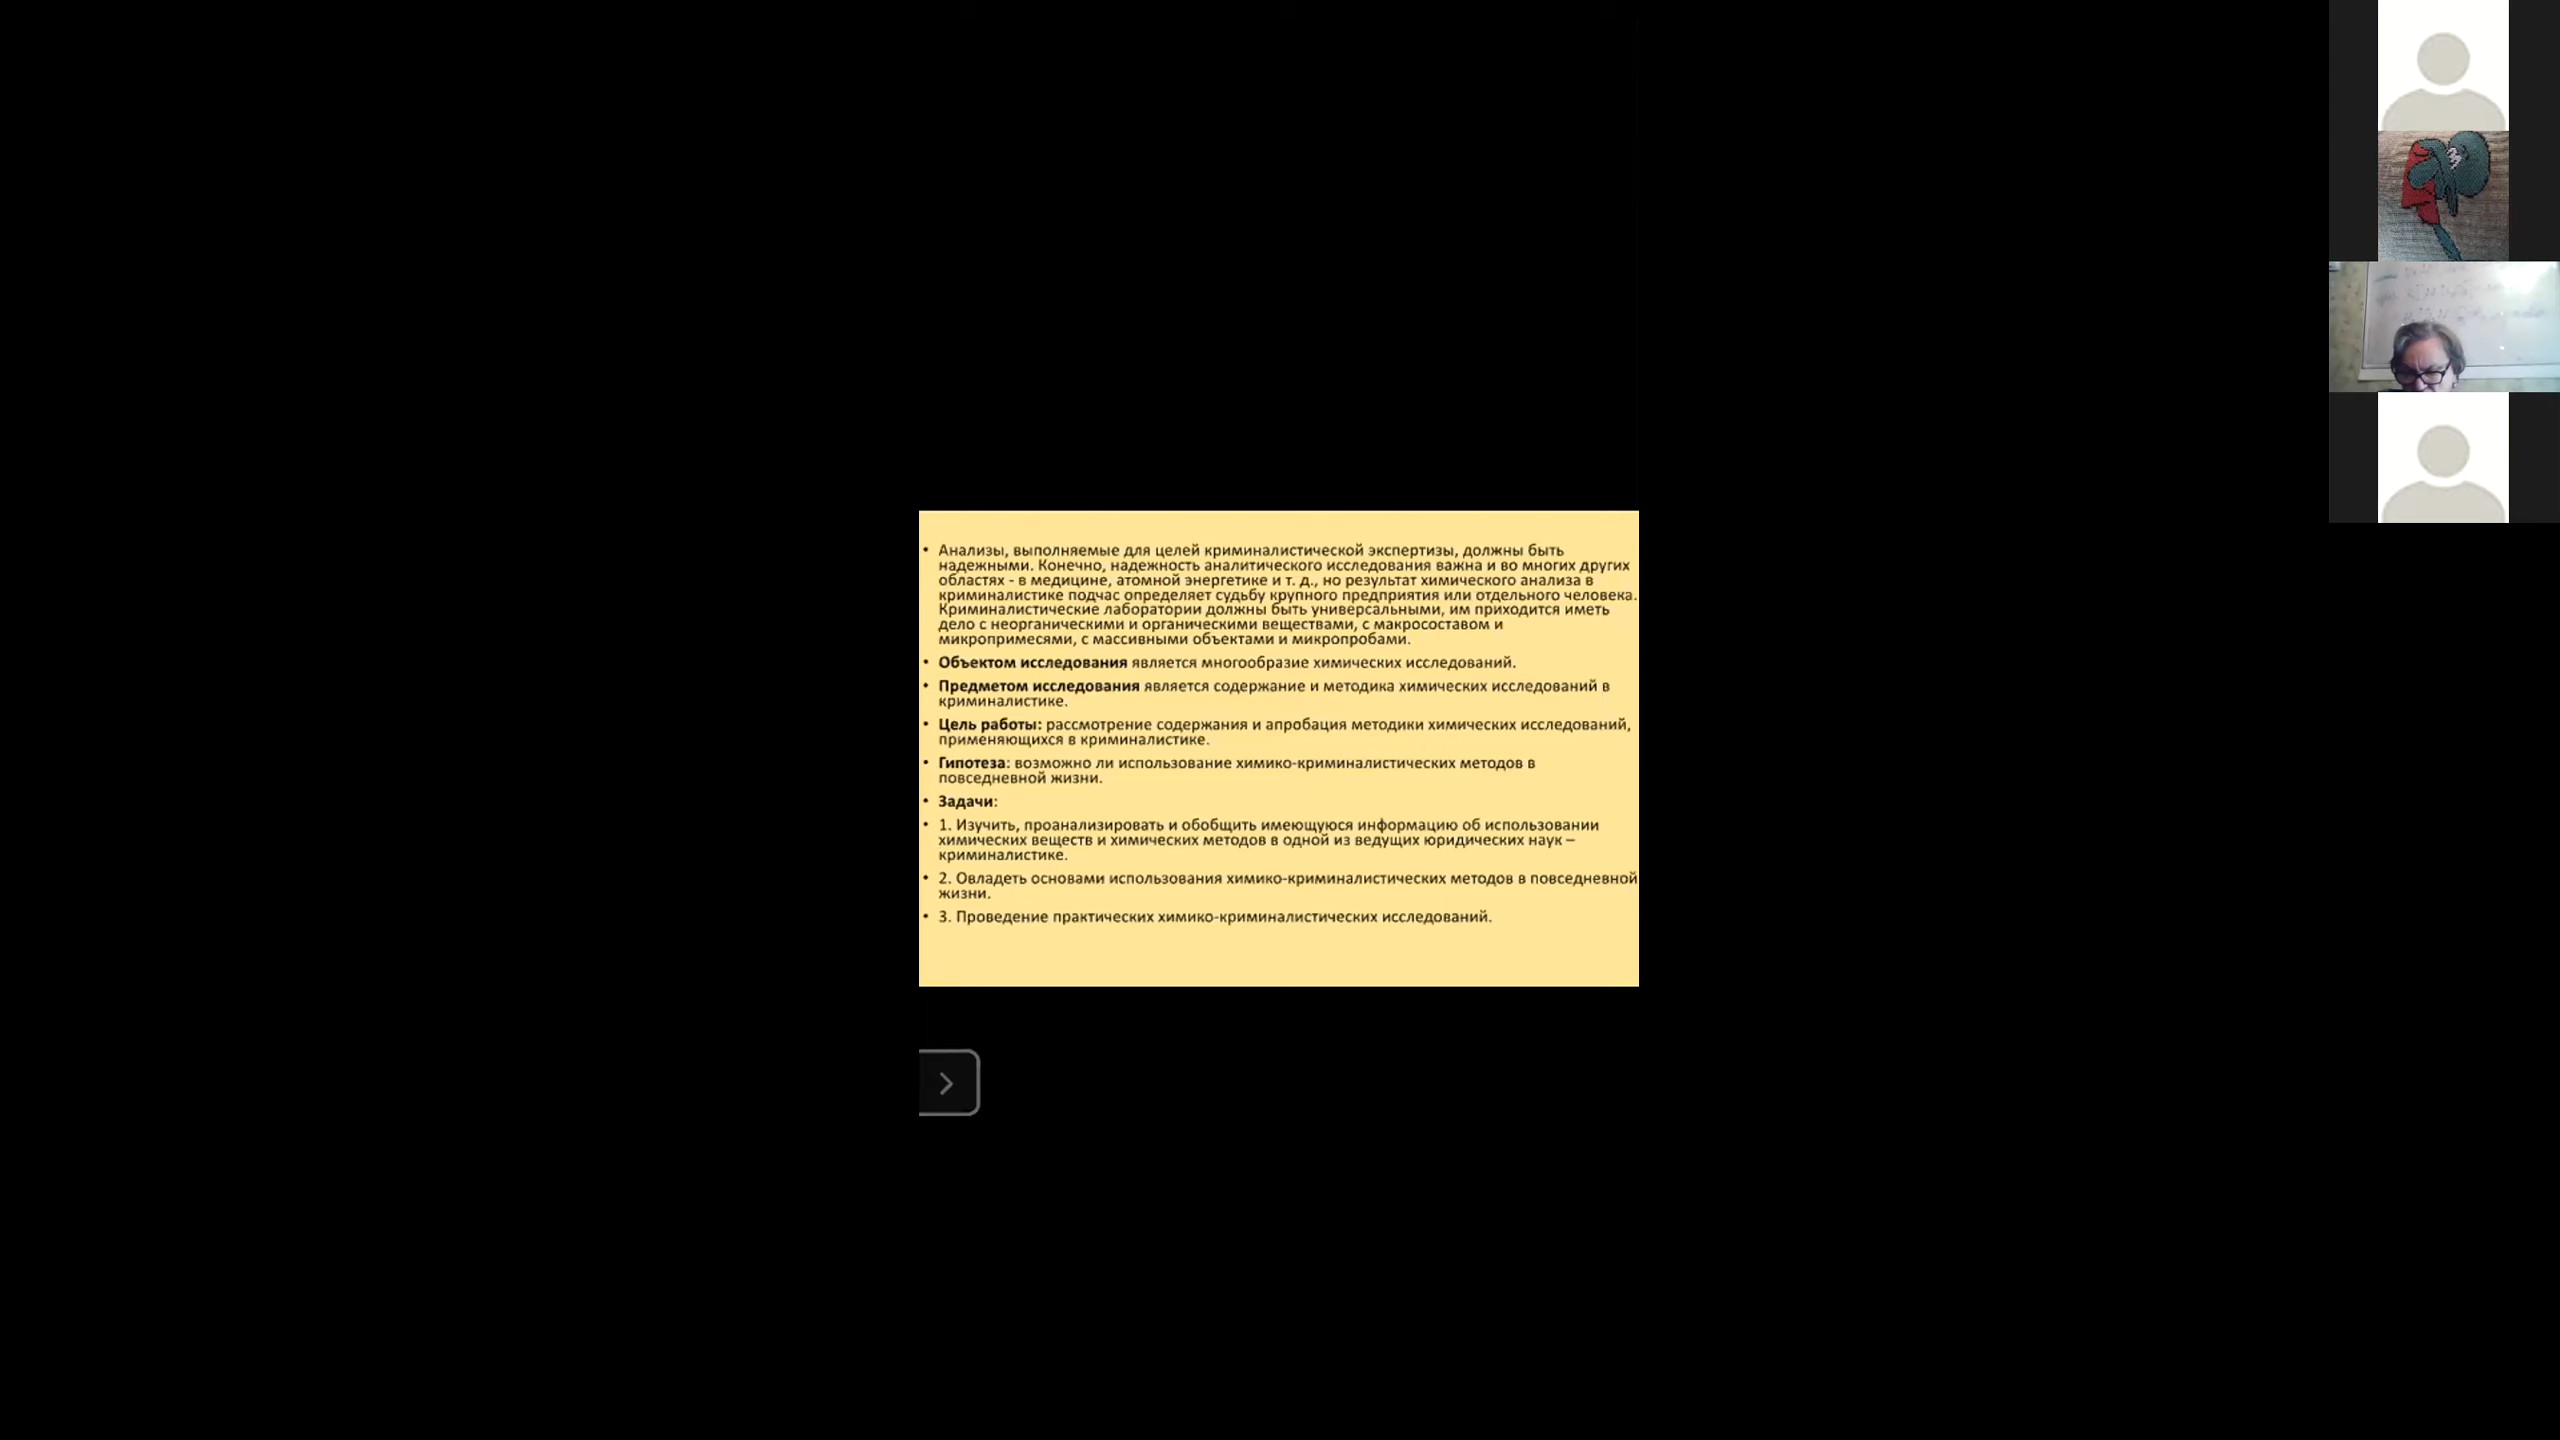 • Анализы, выполняемые для целей криминалистической экспертизы, должны быть
надежными. Конечно, надежность аналитического исследования важна и во многих других
областях - в медицине, атомной энергетике и т. д., но результат химического анализа в
криминалистике подчас определяет судьбу крупного предприятия или отдельного человека.
Криминалистические лаборатории должны быть универсальными, им приходится иметь
дело с неорганическими и органическими веществами, с макросоставом и
микропримесями, с массивными объектами и микропробами.
• Объектом исследования является многообразие химических исследований.
• Предметом исследования является содержание и методика химических исследований в
криминалистике.
• Цель работы: рассмотрение содержания и апробация методики химических исследований,
применяющихся в криминалистике.
• Гипотеза: возможно ли использование химико-криминалистических методов в
повседневной жизни.
• Задачи:
• 1. Изучить, проанализировать и обобщить имеющуюся информацию об использовании
химических веществ и химических методов в одной из ведущих юридических наук –
криминалистике.
• 2. Овладеть основами использования химико-криминалистических методов в повседневной
жизни.
• 3. Проведение практических химико-криминалистических исследований.